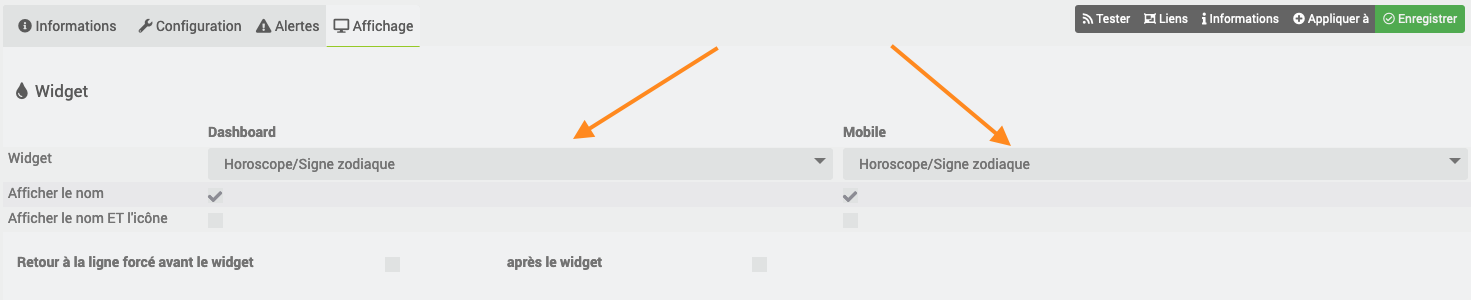 Informations Configuration Alertes Affichage Tester Liens Informations Appliquer à Enregistrer
Widget
Dashboard Mobile
Widget Horoscope/Signe zodiaque Horoscope/Signe zodiaque
Afficher le nom
Afficher le nom ET l'icône
Retour à la ligne forcé avant le widget après le widget